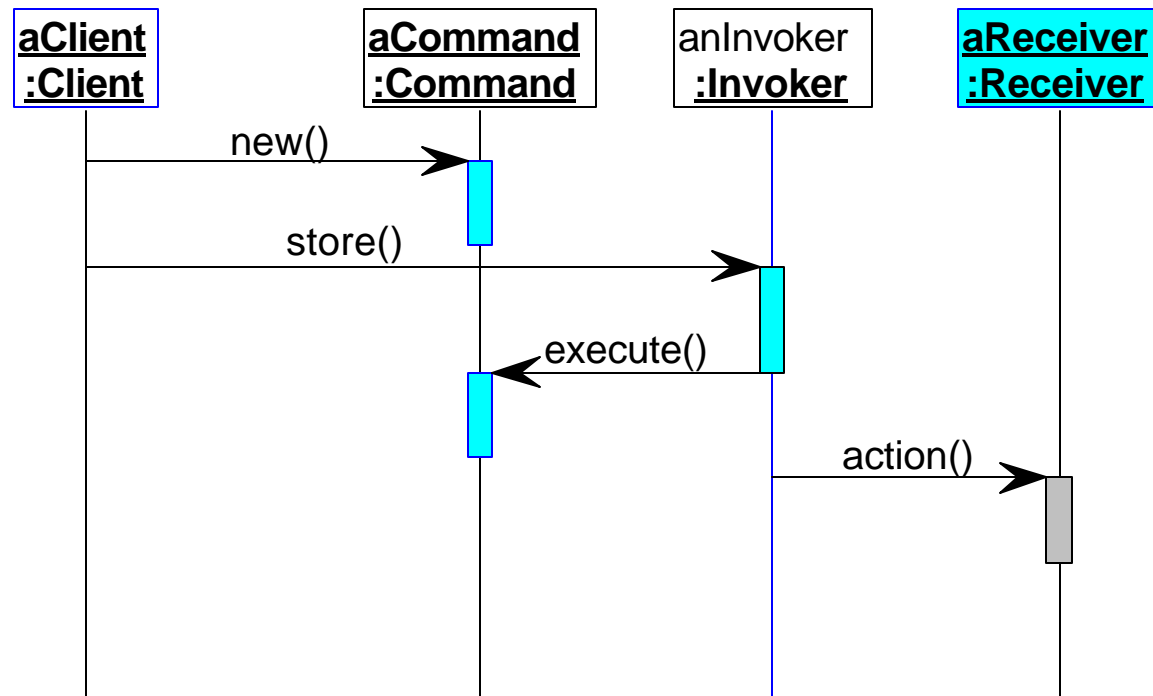 aClient
:Client
aCommand
:Command
anInvoker
:Invoker
aReceiver
:Receiver
new()
store()
execute()
action()